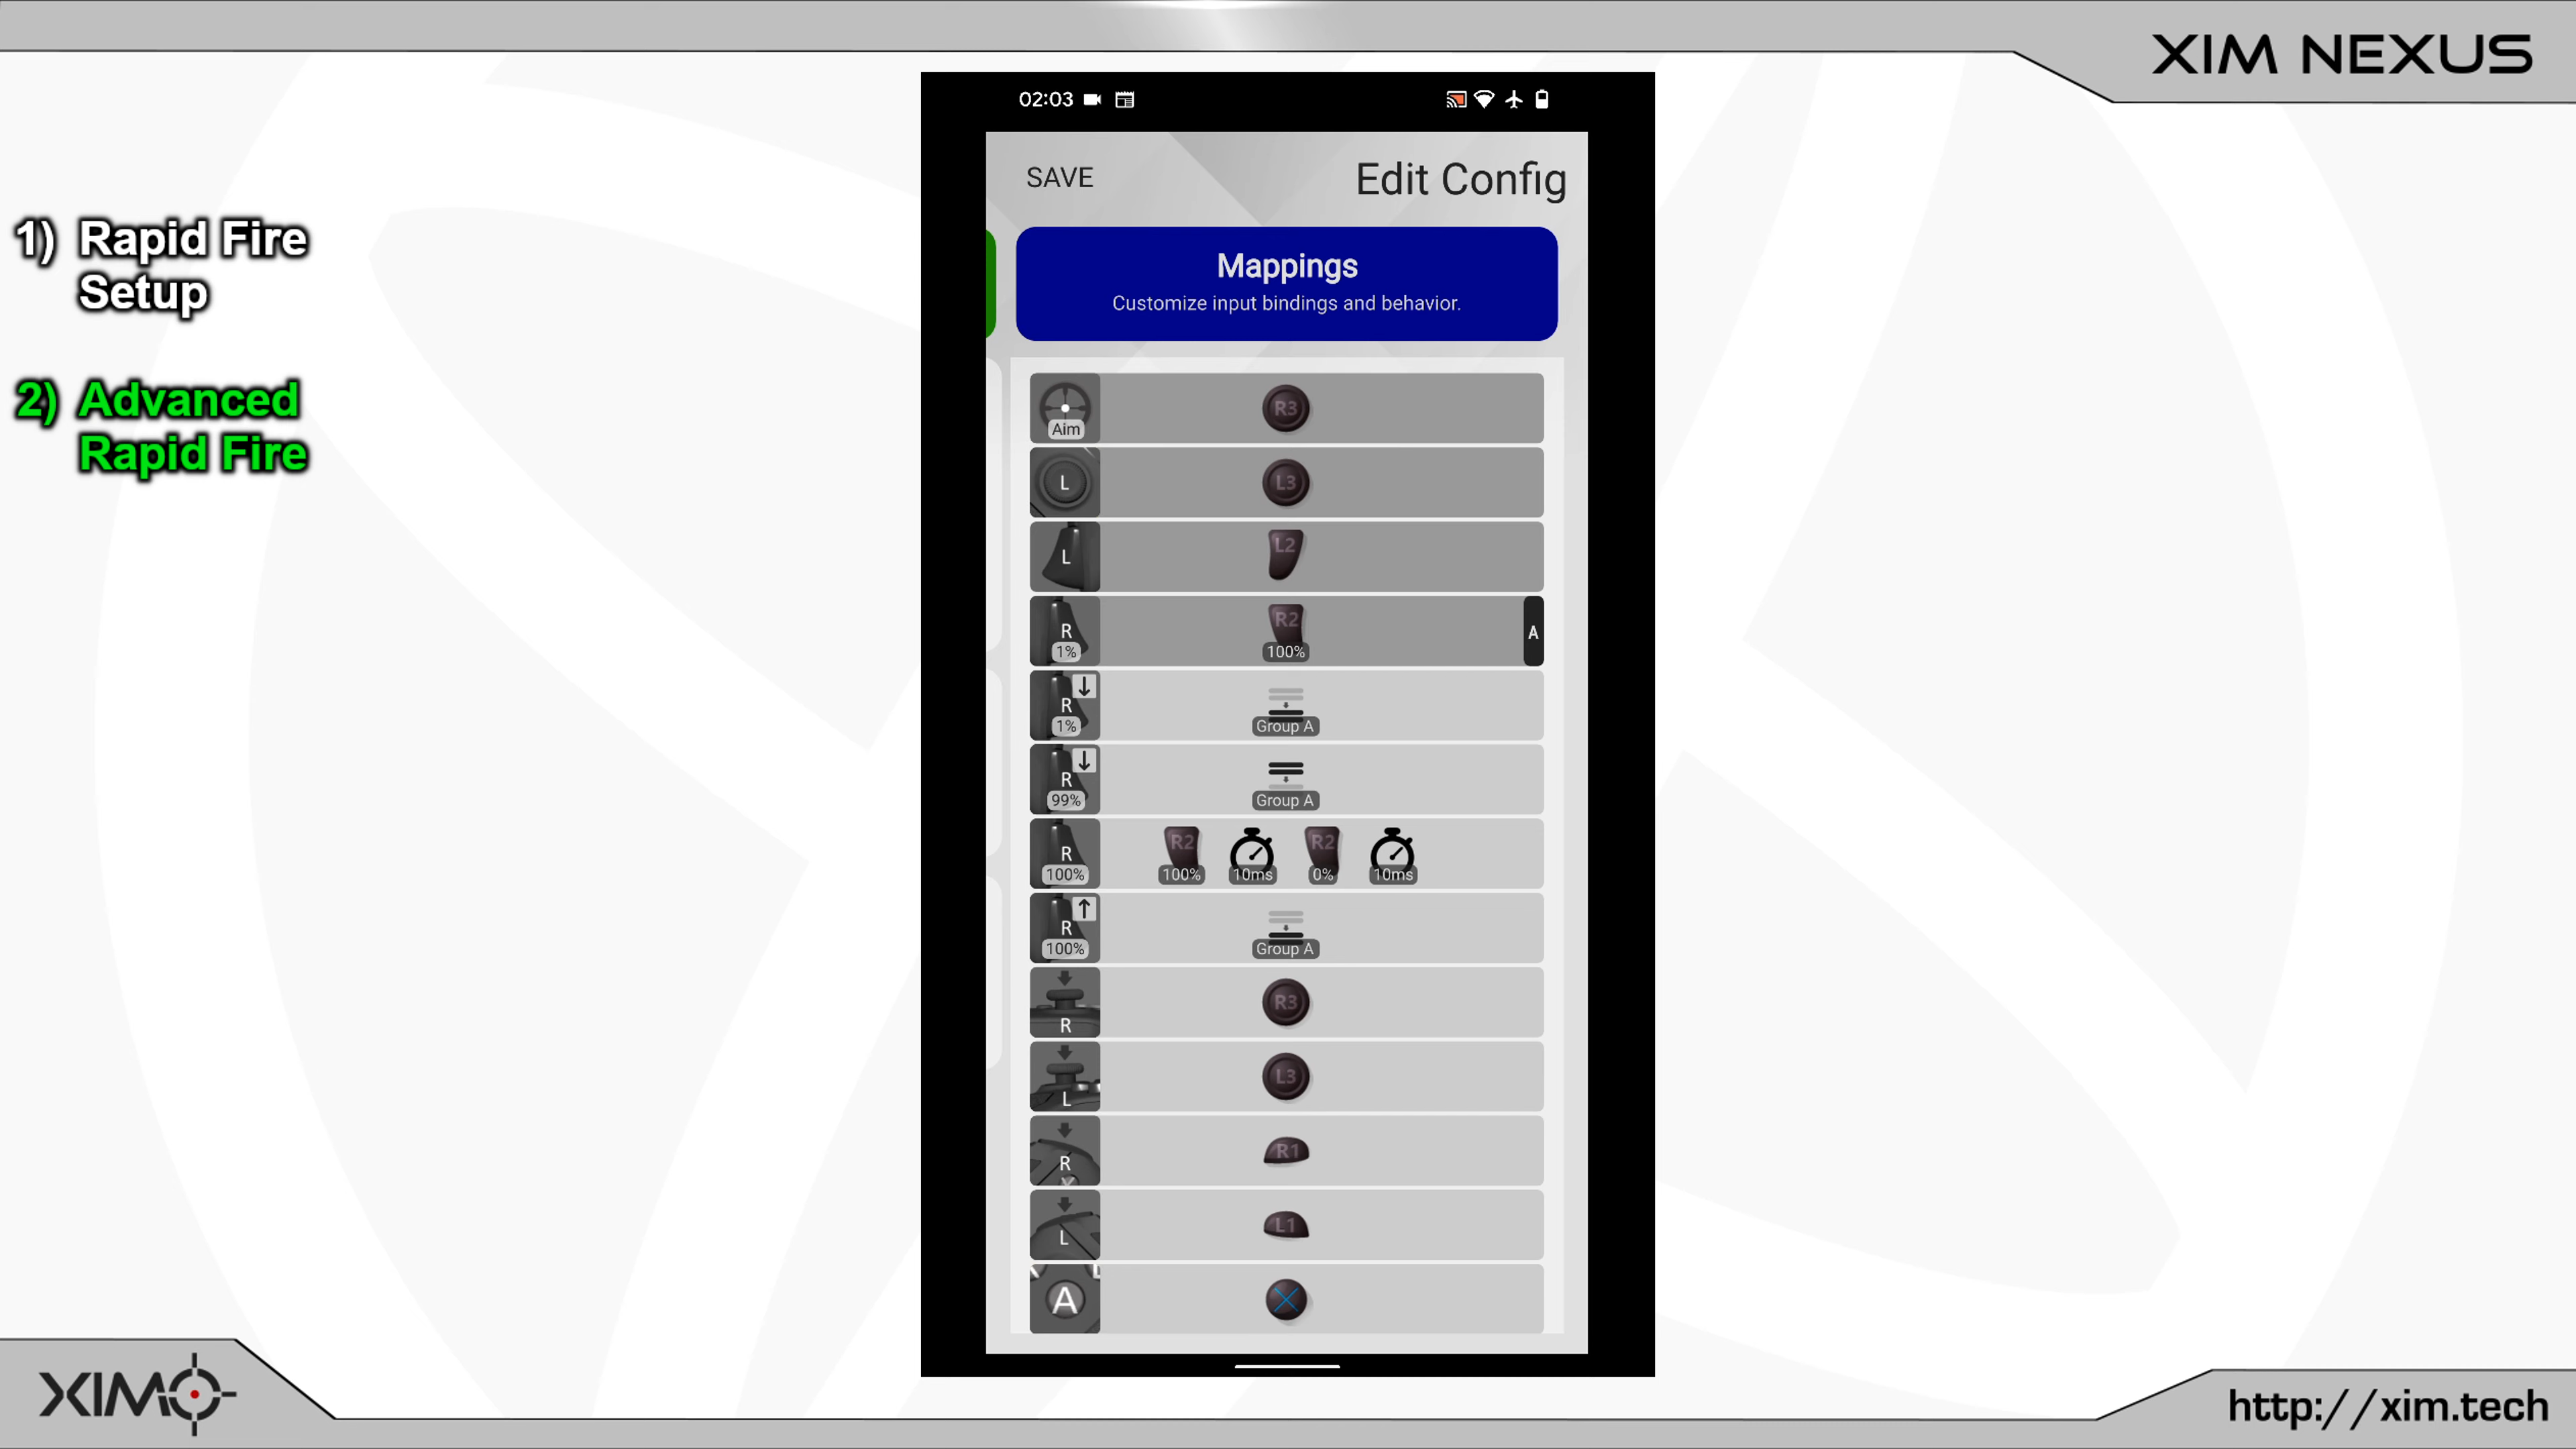 XIM NEXUS
02:03
SAVE
Edit Config
1) Rapid Fire
Setup
2) Advanced
Rapid Fire
Mappings
Customize input bindings and behavior.
Aim R3
L L3
L L2
R 1% R2 100% A
R 1% Group A
R 99% Group A
R 100% R2 100% 10ms R2 0% 10ms
R 100% Group A
R R3
L L3
R R1
L L1
A
XIM
http://xim.tech